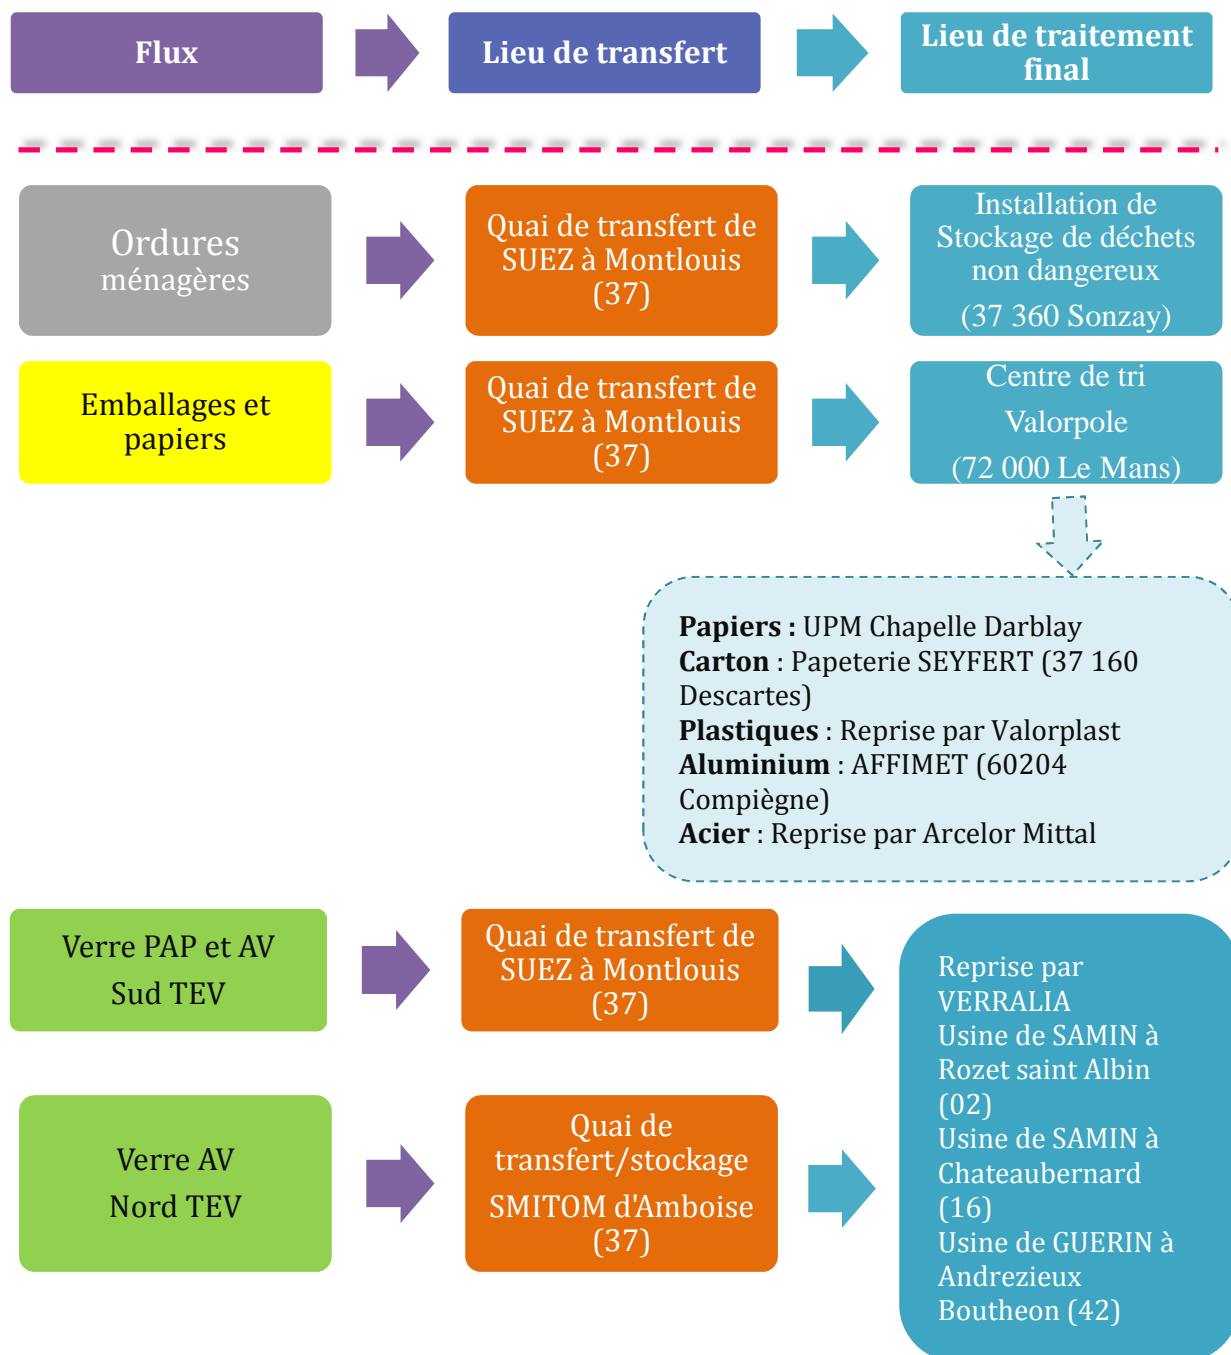 Flux
Lieu de transfert
Lieu de traitement
final
Ordures
ménagères
Quai de transfert de
SUEZ à Montlouis
(37)
Installation de
Stockage de déchets
non dangereux
(37 360 Sonzay)
Emballages et
papiers
Quai de transfert de
SUEZ à Montlouis
(37)
Centre de tri
Valorpole
(72 000 Le Mans)
Papiers : UPM Chapelle Darblay
Carton : Papeterie SEYFERT (37 160
Descartes)
Plastiques : Reprise par Valorplast
Aluminium : AFFIMET (60204
Compiègne)
Acier : Reprise par Arcelor Mittal
Verre PAP et AV
Sud TEV
Quai de transfert de
SUEZ à Montlouis
(37)
Verre AV
Nord TEV
Quai de
transfert/stockage
SMITOM d'Amboise
(37)
Reprise par
VERRALIA
Usine de SAMIN à
Rozet saint Albin
(02)
Usine de SAMIN à
Chateaubernard
(16)
Usine de GUERIN à
Andrezieux
Boutheon (42)